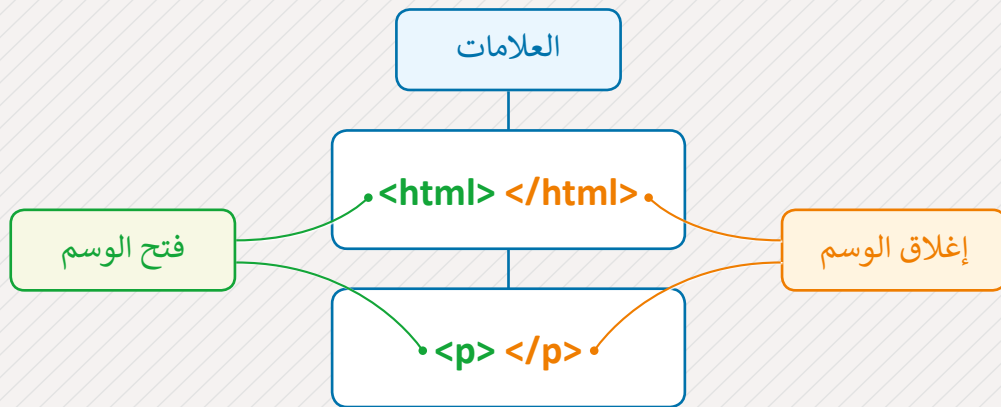 العلامات
<html> </html>
فتح الوسم
إغلاق الوسم
<p> </p>